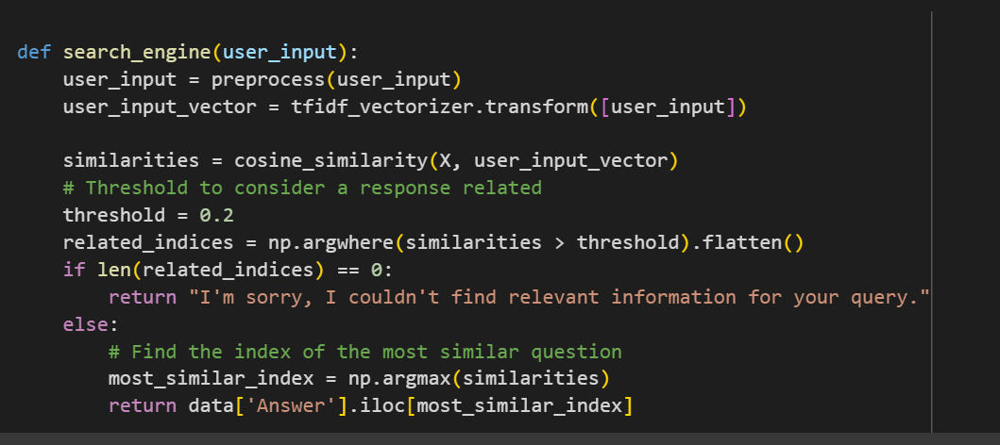 def search_engine(user_input):
    user_input = preprocess(user_input)
    user_input_vector = tfidf_vectorizer.transform([user_input])
    similarities = cosine_similarity(X, user_input_vector)
    # Threshold to consider a response related
    threshold = 0.2
    related_indices = np.argwhere(similarities > threshold).flatten()
    if len(related_indices) == 0:
        return "I'm sorry, I couldn't find relevant information for your query."
    else:
        # Find the index of the most similar question
        most_similar_index = np.argmax(similarities)
        return data['Answer'].iloc[most_similar_index]